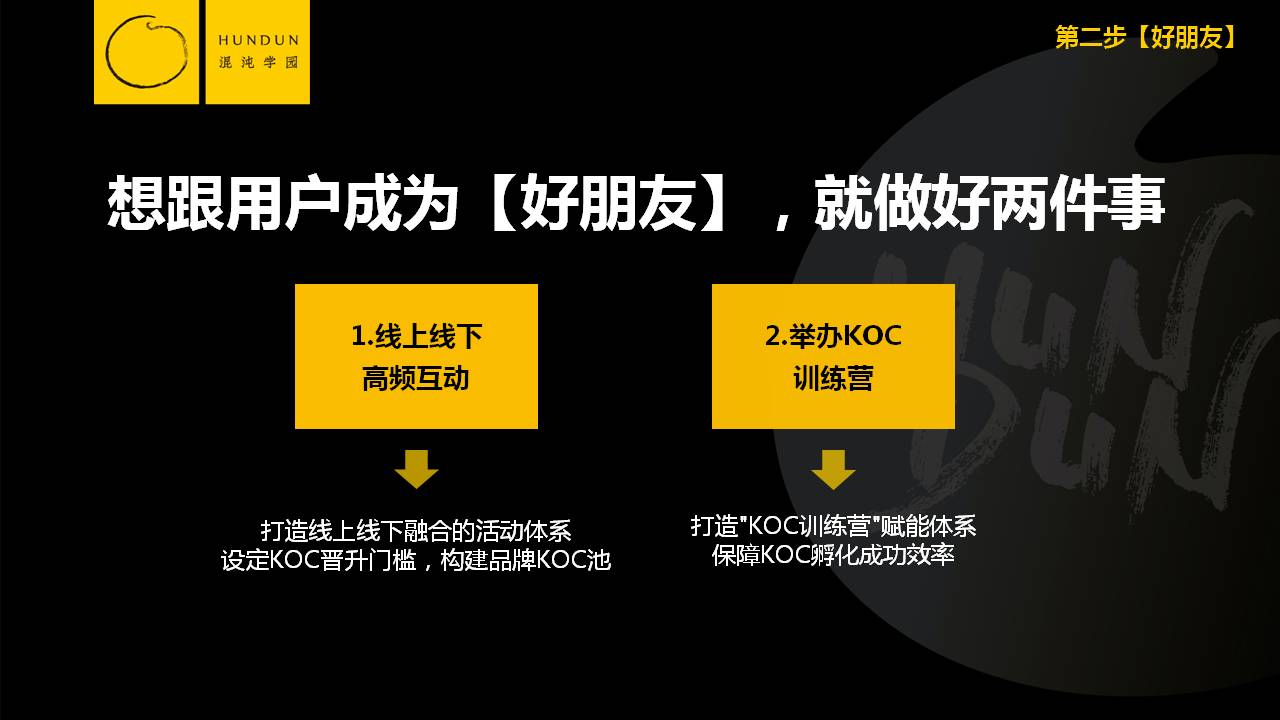 HUNDUN
混沌学园
第二步【好朋友】
想跟用户成为【好朋友】，就做好两件事
1.线上线下
高频互动
2.举办KOC
训练营
打造线上线下融合的活动体系
设定KOC晋升门槛，构建品牌KOC池
打造"KOC训练营"赋能体系
保障KOC孵化成功效率
HUN
DUN